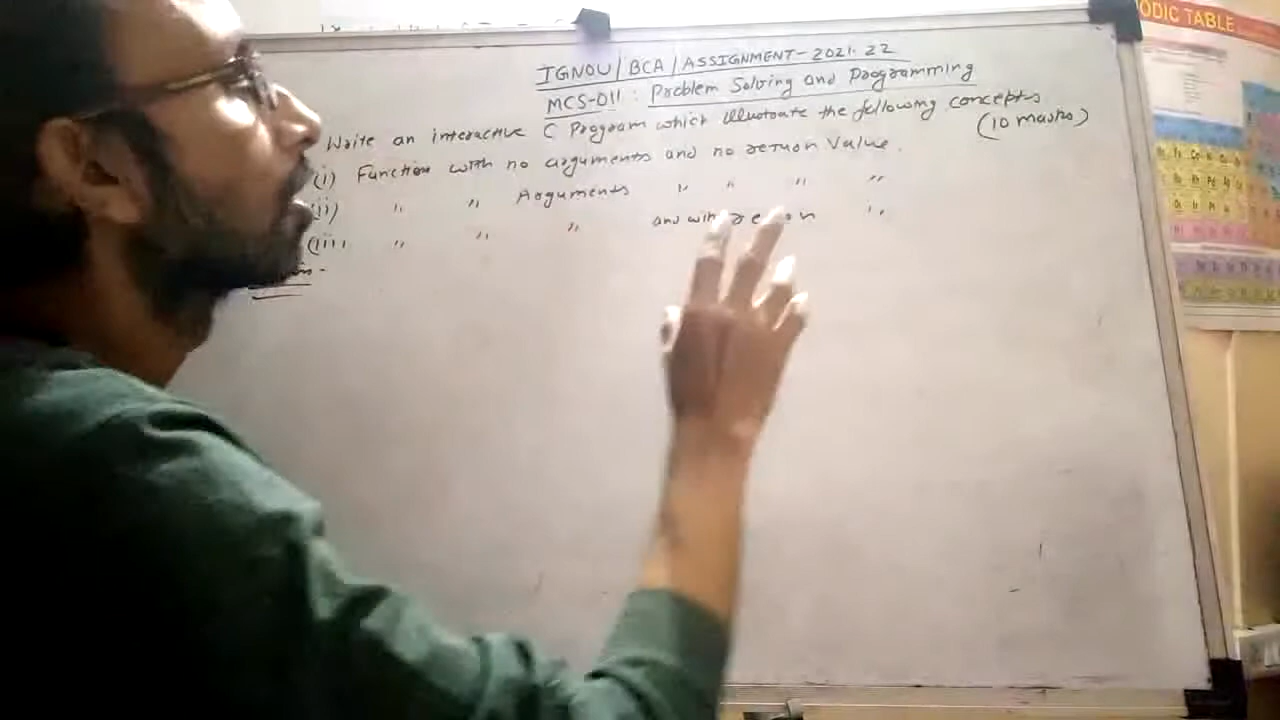 IGNOU/BCA/ASSIGNMENT-2021-22
MCS-011: Problem Solving and Programming
Write an interactive C Program which illustrate the following concepts
(10 marks)
(i) Function with no arguments and no return Value.
(ii) " " Arguments " " " "
(iii) " " " and with return "
ODIC TABLE